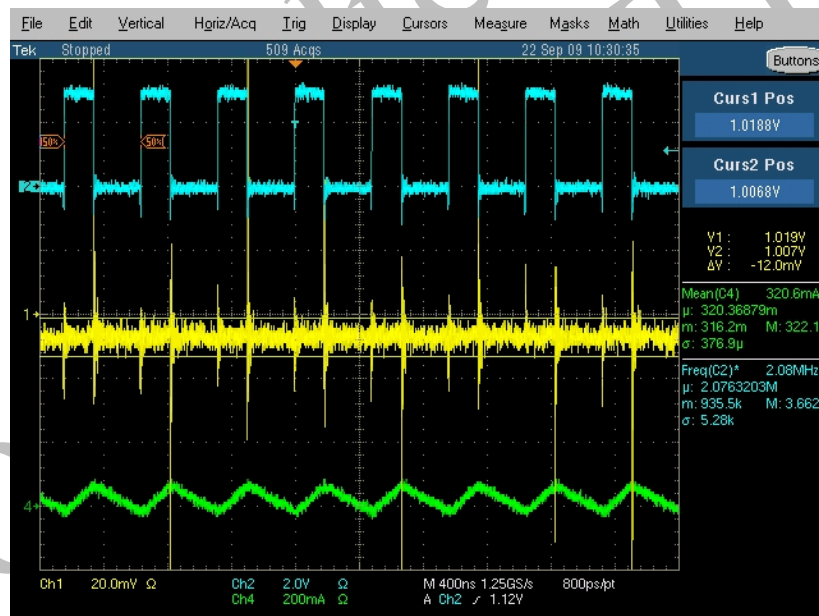 File Edit Vertical Horiz/Acq Trig Display Cursors Measure Masks Math Utilities Help
Tek Stopped 509 Acqs 22 Sep 09 10:30:35
Buttons
Curs1 Pos
1.0188V
Curs2 Pos
1.0068V
V1 : 1.019V
V2 : 1.007V
ΔV : -12.0mV
Mean(C4) 320.6mA
µ: 320.36879m
m: 316.2m M: 322.1
σ: 376.9µ
Freq(C2)* 2.08MHz
µ: 2.0763203M
m: 935.5k M: 3.662
σ: 5.28k
50%
50%
T
2
1
4
Ch1 20.0mV Ω Ch2 2.0V Ω M 400ns 1.25GS/s 800ps/pt
Ch4 200mA Ω A Ch2 ∕ 1.12V